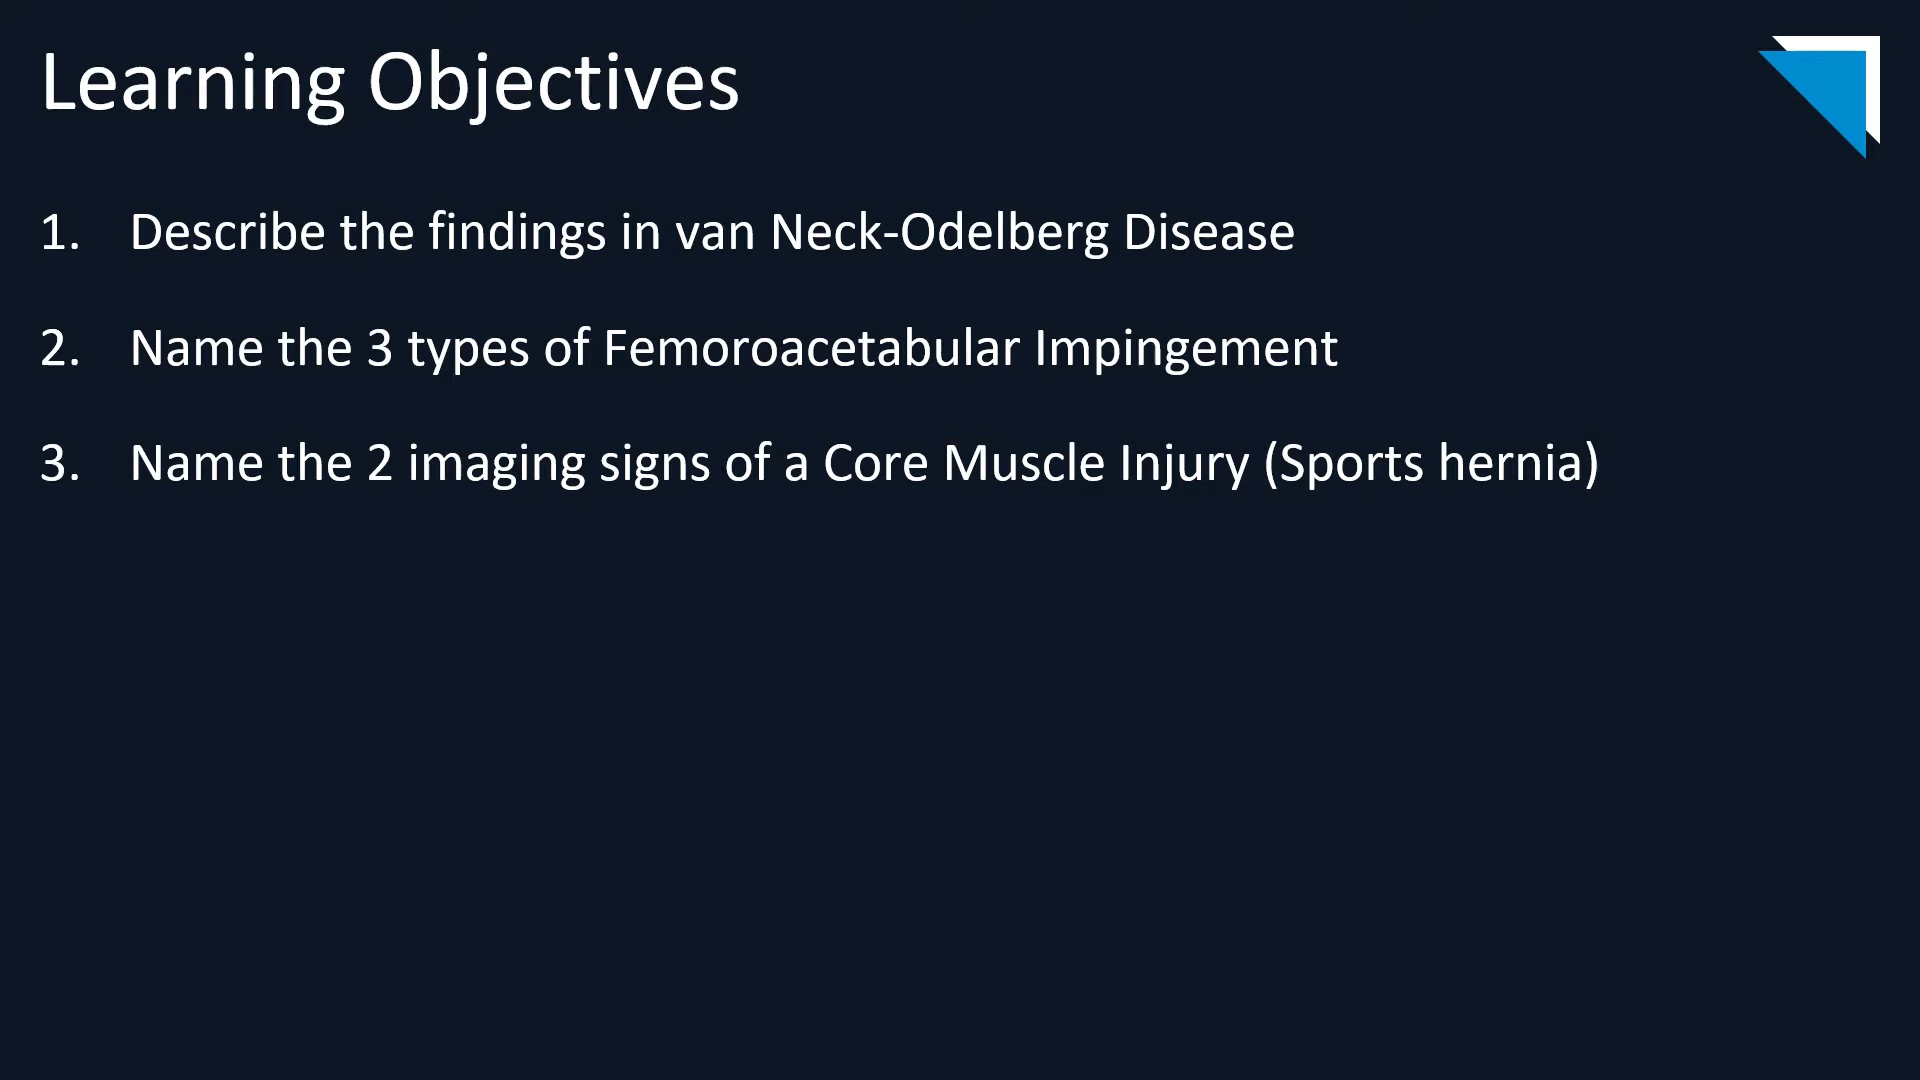 Learning Objectives
1. Describe the findings in van Neck-Odelberg Disease
2. Name the 3 types of Femoroacetabular Impingement
3. Name the 2 imaging signs of a Core Muscle Injury (Sports hernia)